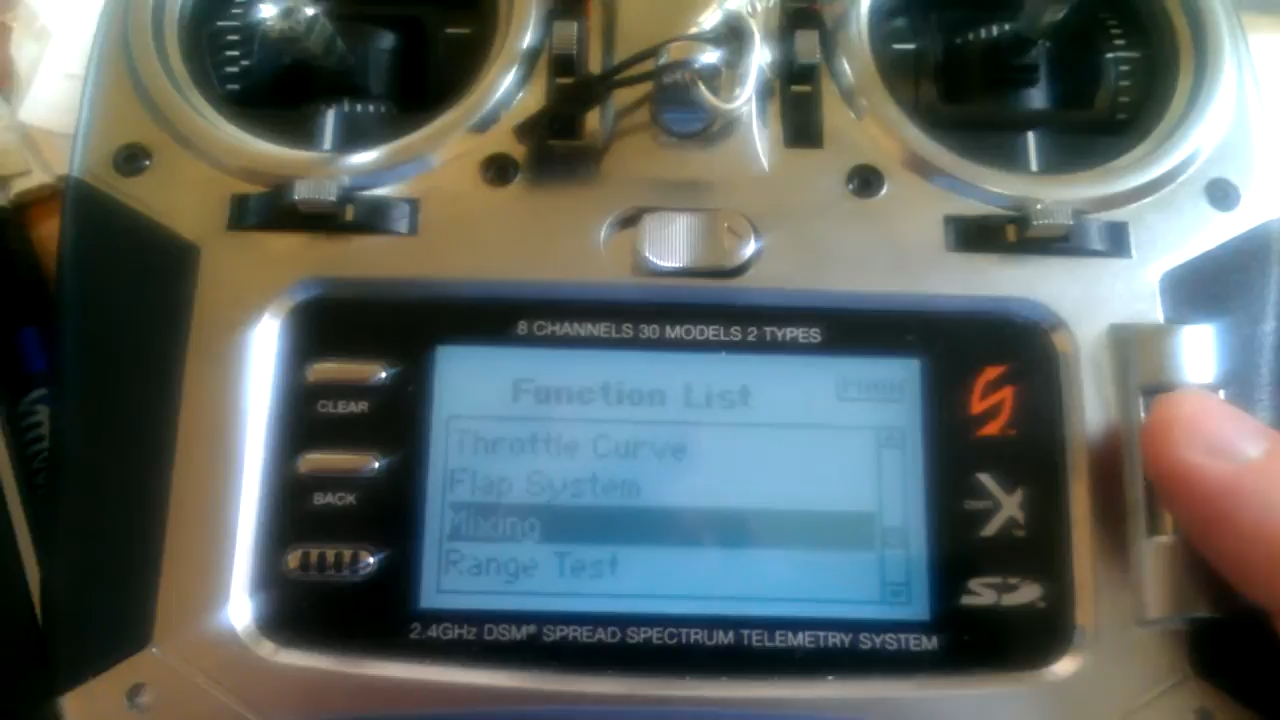 8 CHANNELS 30 MODELS 2 TYPES
Function List
CLEAR
Throttle Curve
Flap System
BACK
Mixing
Range Test
2.4GHz DSM® SPREAD SPECTRUM TELEMETRY SYSTEM